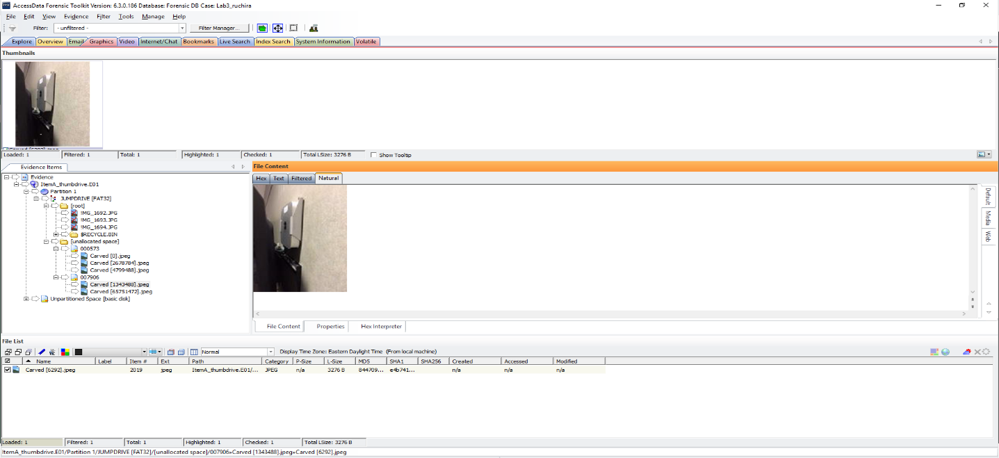 AccessData Forensic Toolkit Version: 6.3.0.186 Database: Forensic DB Case: Lab3_ruchira
File Edit View Evidence Filter Tools Manage Help
Filter: - unfiltered - Filter Manager...
Explore Overview Email Graphics Video Internet/Chat Bookmarks Live Search Index Search System Information Volatile
Thumbnails
Loaded: 1 Filtered: 1 Total: 1 Highlighted: 1 Checked: 1 Total LSize: 3276 B Show Tooltip
Evidence Items
Evidence
ItemA_thumbdrive.E01
Partition 1
JUMPDRIVE [FAT32]
[root]
!MG_1692.JPG
!MG_1693.JPG
!MG_1694.JPG
$RECYCLE.BIN
[unallocated space]
000573
Carved [0].jpeg
Carved [2678784].jpeg
Carved [4799488].jpeg
007906
Carved [1343488].jpeg
Carved [65751472].jpeg
Unpartitioned Space [basic disk]
File Content
Hex Text Filtered Natural
Default
Media
Web
File Content Properties Hex Interpreter
File List
Normal Display Time Zone: Eastern Daylight Time (From local machine)
Name Label Item # Ext Path Category P-Size L-Size MD5 SHA1 SHA256 Created Accessed Modified
Carved [6292].jpeg 2019 jpeg ItemA_thumbdrive.E01/... JPEG n/a 3276 B 844709... e4b741... n/a n/a n/a
Loaded: 1 Filtered: 1 Total: 1 Highlighted: 1 Checked: 1 Total LSize: 3276 B
ItemA_thumbdrive.E01/Partition 1/JUMPDRIVE [FAT32]/[unallocated space]/007906»Carved [1343488].jpeg»Carved [6292].jpeg